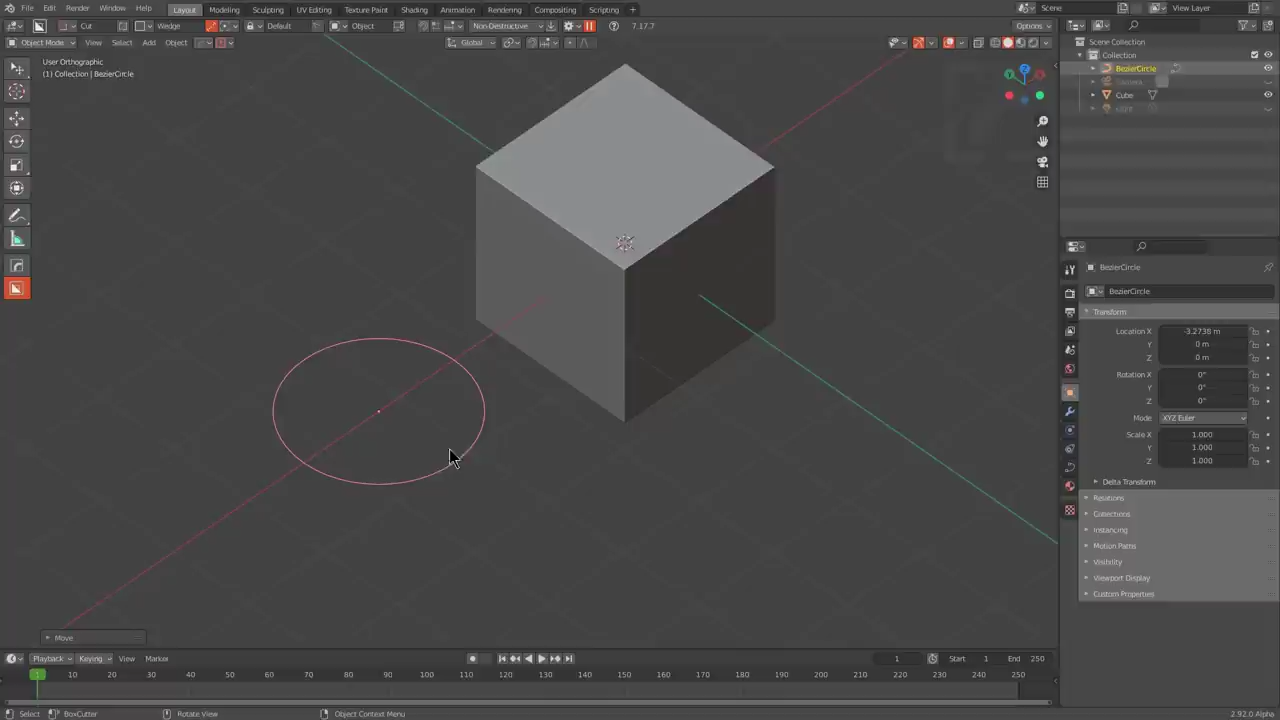 File Edit Render Window Help Layout Modeling Sculpting UV Editing Texture Paint Shading Animation Rendering Compositing Scripting + Scene View Layer
Cut Wedge Default Object Non-Destructive 7.17.7 Options
Object Mode View Select Add Object Global
User Orthographic
(1) Collection | BezierCircle
Scene Collection
Collection
BezierCircle
Cube
BezierCircle
BezierCircle
Transform
Location X -3.2736 m
Y 0 m
Z 0 m
Rotation X 0°
Y 0°
Z 0°
Mode: XYZ Euler
Scale X 1.000
Y 1.000
Z 1.000
Delta Transform
Relations
Collections
Instancing
Motion Paths
Visibility
Viewport Display
Custom Properties
Move
Playback Keying View Marker 1 Start 1 End 250
1 10 20 30 40 50 60 70 80 90 100 110 120 130 140 150 160 170 180 190 200 210 220 230 240 250
Select BoxCutter Rotate View Object Context Menu 2.92.0 Alpha